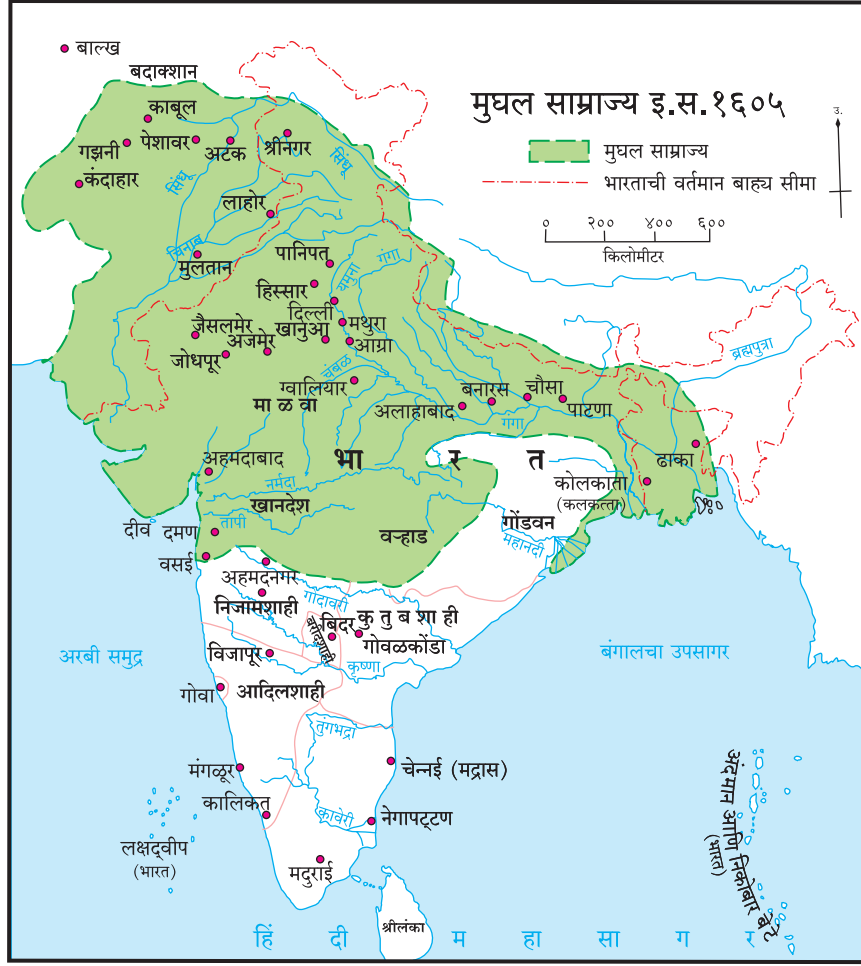 मुघल साम्राज्य इ.स.१६०५
उ.
मुघल साम्राज्य
भारताची वर्तमान बाह्य सीमा
० २०० ४०० ६००
किलोमीटर
बाल्ख
बदाक्शान
काबूल
पेशावर
अटक
श्रीनगर
गझनी
कंदाहार
सिंधू
सिंधू
लाहोर
चिनाब
मुलतान
पानिपत
यमुना
गंगा
हिस्सार
दिल्ली
मथुरा
खानुआ
आग्रा
जैसलमेर
अजमेर
जोधपूर
चंबळ
ग्वालियार
माळवा
अलाहाबाद
बनारस
चौसा
पाटणा
गंगा
ब्रह्मपुत्रा
ढाका
अहमदाबाद
भारत
कोलकाता
(कलकत्ता)
नर्मदा
खानदेश
तापी
दीव दमण
वऱ्हाड
गोंडवन
महानदी
वसई
अहमदनगर
गोदावरी
निजामशाही
बरीदशाही
बिदर
कुतुबशाही
गोवळकोंडा
विजापूर
कृष्णा
अरबी समुद्र
बंगालचा उपसागर
गोवा
आदिलशाही
तुंगभद्रा
मंगळूर
चेन्नई (मद्रास)
कालिकत
कावेरी
नेगापट्टण
लक्षद्वीप
(भारत)
मदुराई
अंदमान आणि निकोबार बेटे
(भारत)
श्रीलंका
हिंदी महासागर